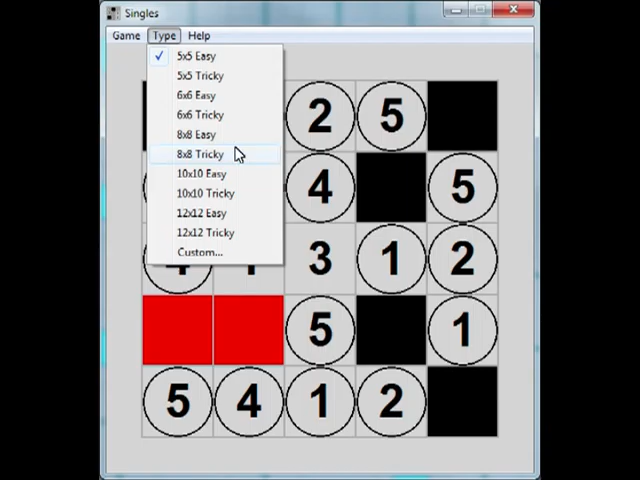 Singles
Game Type Help
✓ 5x5 Easy
5x5 Tricky
6x6 Easy
6x6 Tricky
8x8 Easy
8x8 Tricky
10x10 Easy
10x10 Tricky
12x12 Easy
12x12 Tricky
Custom...
2 5
4 5
3 1 2
5 1
5 4 1 2